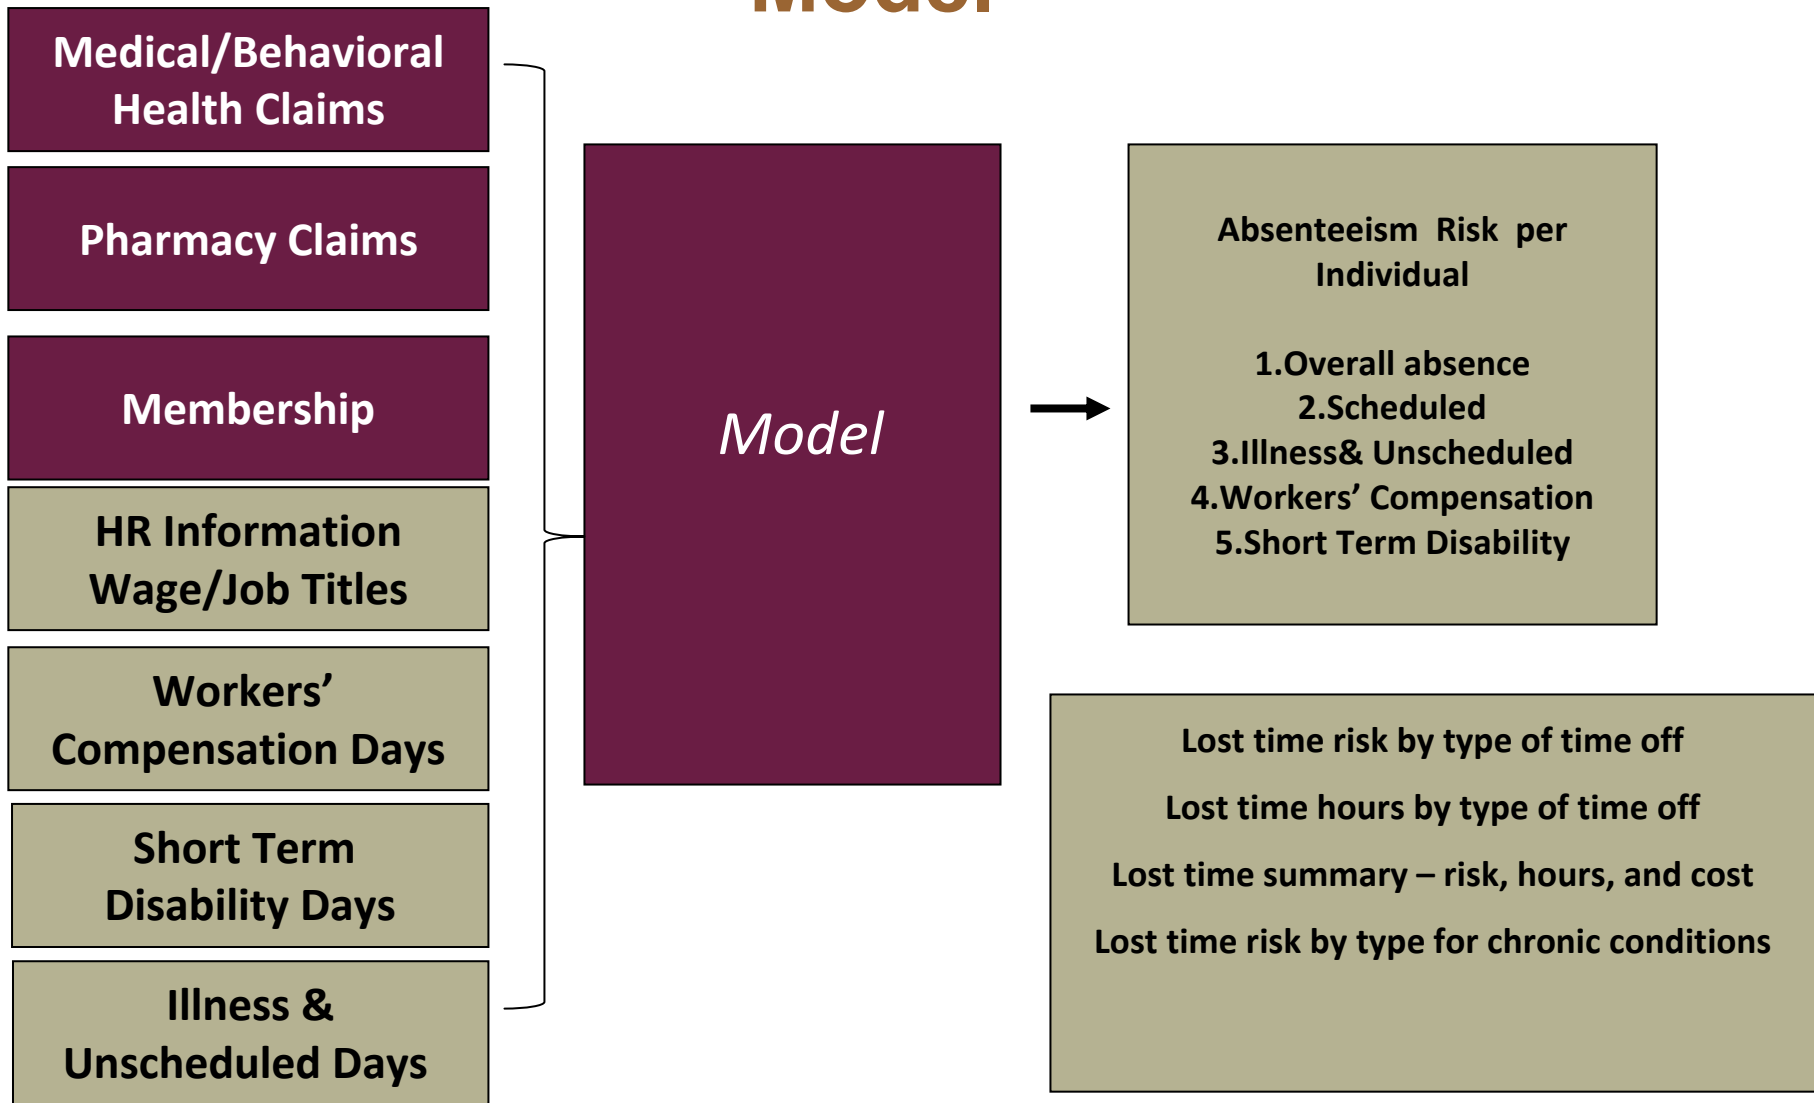 Model
Medical/Behavioral
Health Claims
Pharmacy Claims
Membership
HR Information
Wage/Job Titles
Workers’
Compensation Days
Short Term
Disability Days
Illness &
Unscheduled Days
Model
Absenteeism Risk per
Individual
1.Overall absence
2.Scheduled
3.Illness& Unscheduled
4.Workers’ Compensation
5.Short Term Disability
Lost time risk by type of time off
Lost time hours by type of time off
Lost time summary – risk, hours, and cost
Lost time risk by type for chronic conditions